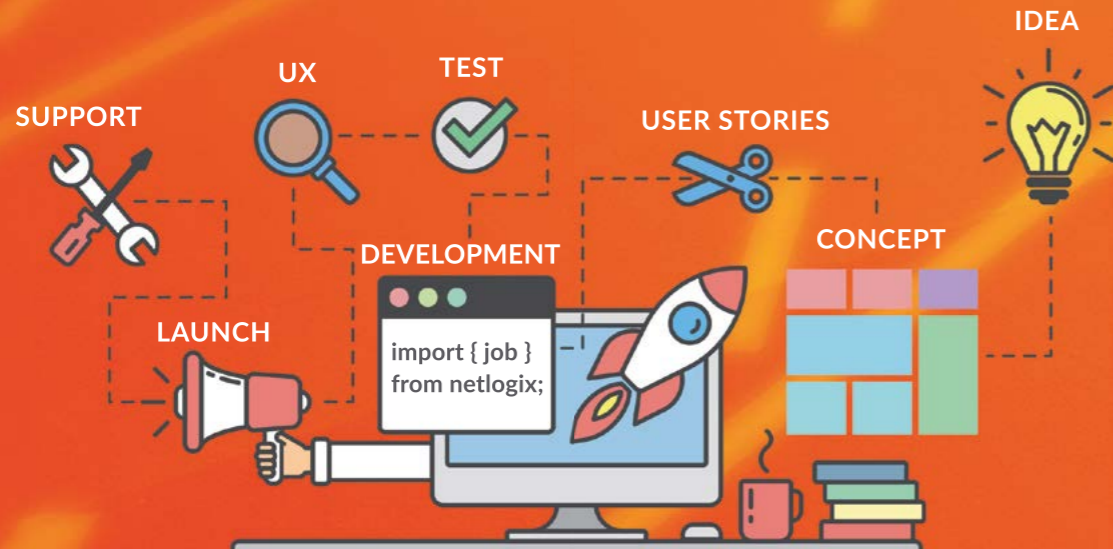 IDEA
UX
TEST
SUPPORT
USER STORIES
CONCEPT
DEVELOPMENT
LAUNCH
import { job }
from netlogix;